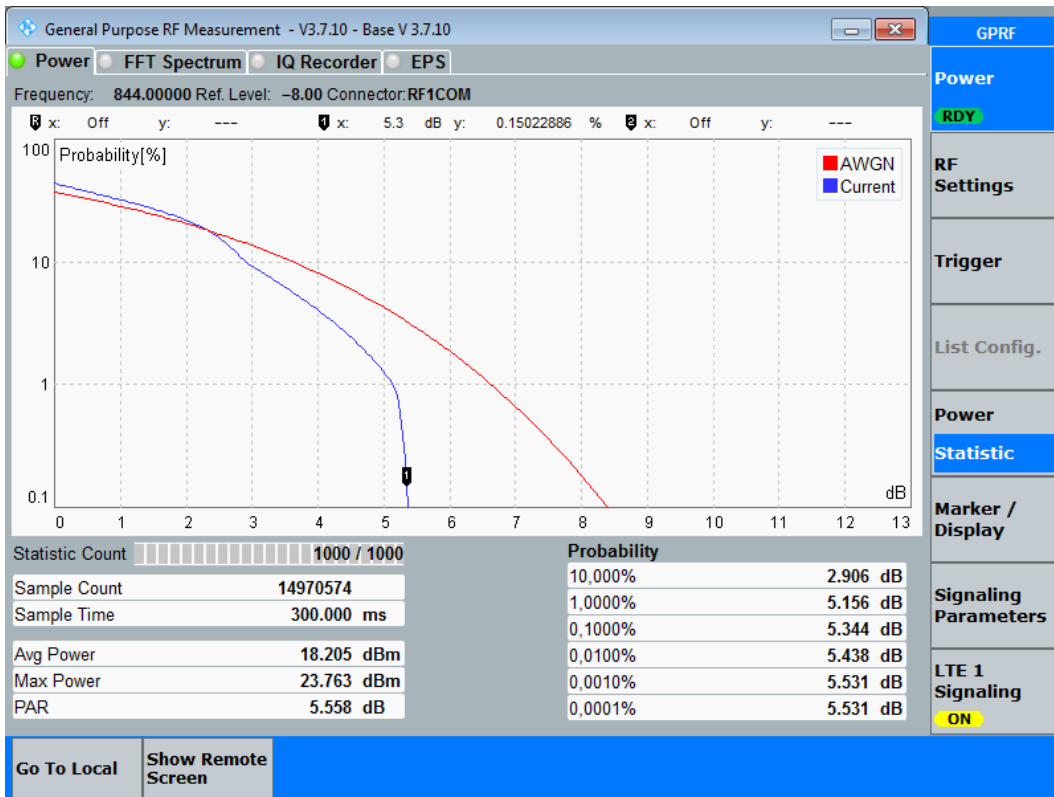 General Purpose RF Measurement - V3.7.10 - Base V 3.7.10
GPRF
Power FFT Spectrum IQ Recorder EPS
Frequency: 844.00000 Ref. Level: -8.00 Connector: RF1COM
R x: Off y: --- 1 x: 5.3 dB y: 0.15022886 % 2 x: Off y: ---
100 Probability[%]
AWGN
Current
10
1
1
0.1
dB
0 1 2 3 4 5 6 7 8 9 10 11 12 13
Statistic Count 1000 / 1000
Sample Count 14970574
Sample Time 300.000 ms
Avg Power 18.205 dBm
Max Power 23.763 dBm
PAR 5.558 dB
Probability
10,000% 2.906 dB
1,0000% 5.156 dB
0,1000% 5.344 dB
0,0100% 5.438 dB
0,0010% 5.531 dB
0,0001% 5.531 dB
Power
RDY
RF
Settings
Trigger
List Config.
Power
Statistic
Marker /
Display
Signaling
Parameters
LTE 1
Signaling
ON
Go To Local
Show Remote
Screen